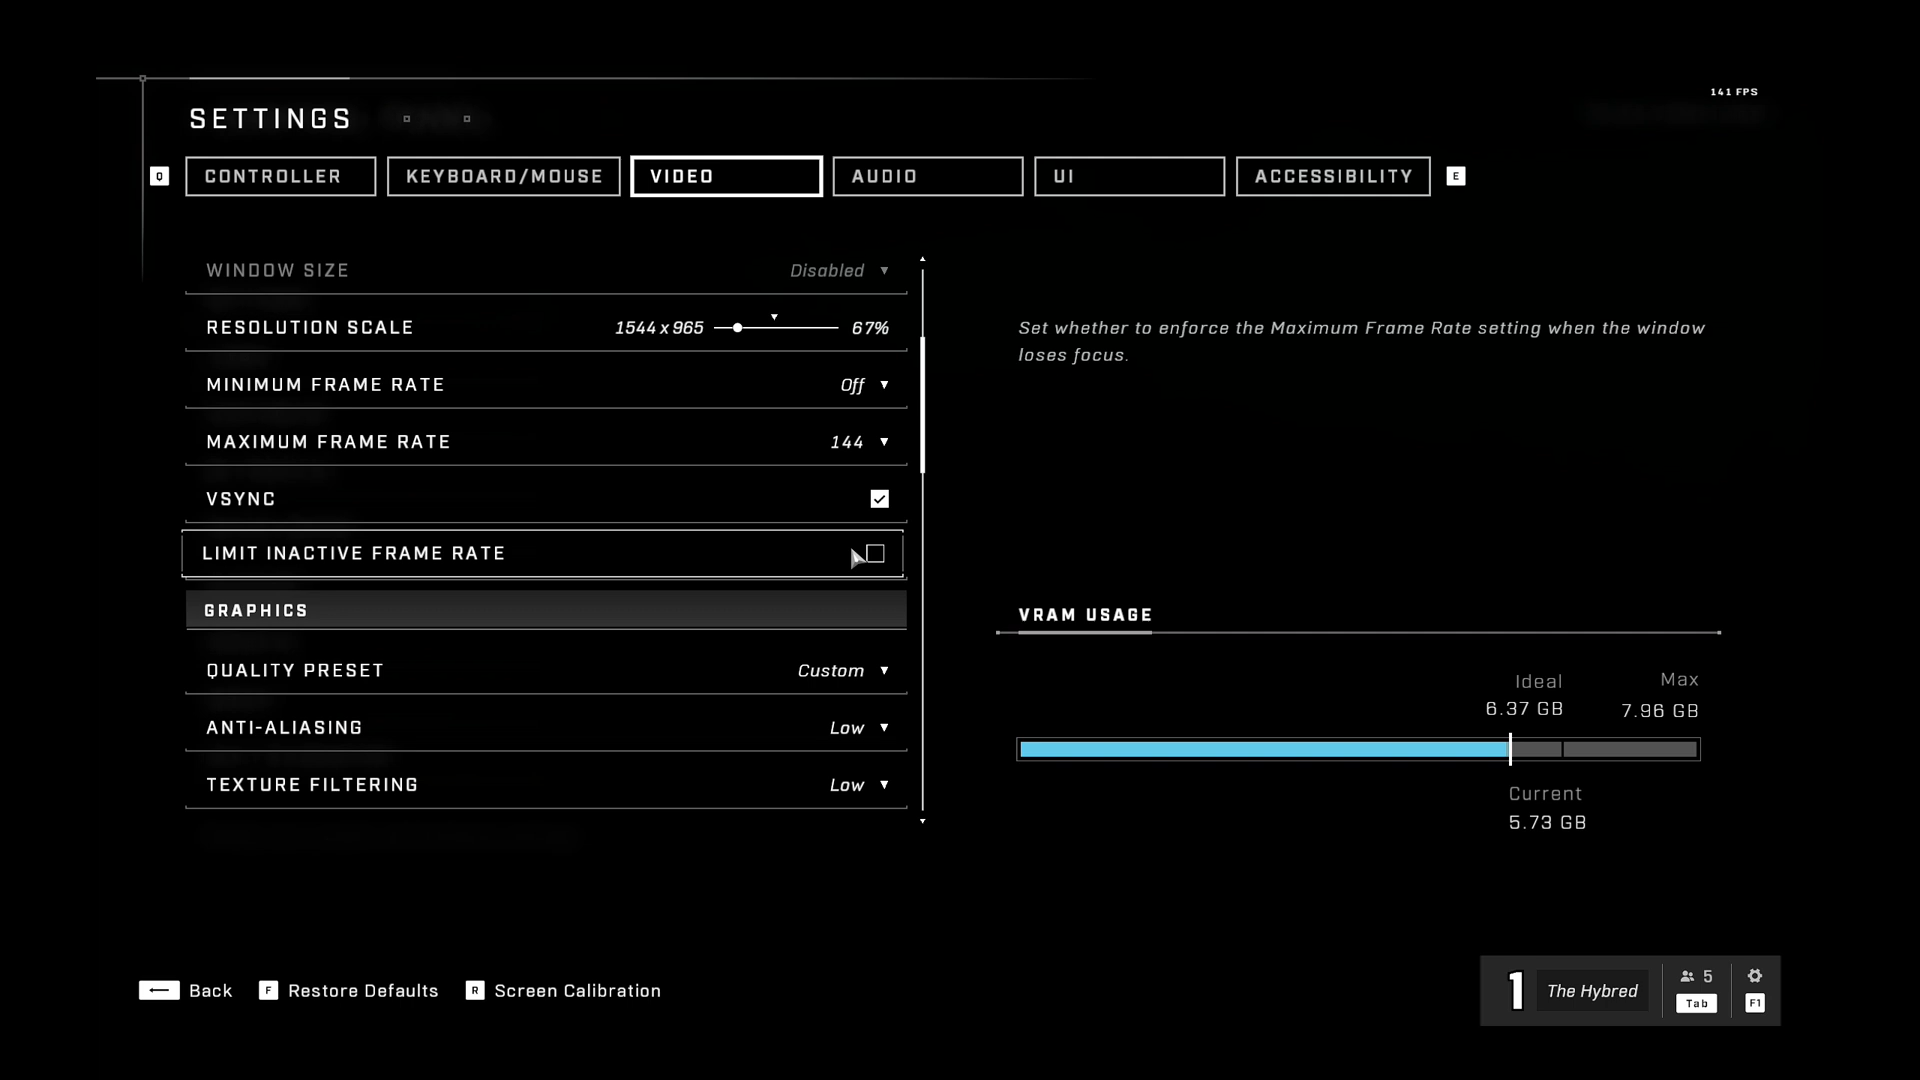 141 FPS
SETTINGS
Q CONTROLLER KEYBOARD/MOUSE VIDEO AUDIO UI ACCESSIBILITY E
WINDOW SIZE Disabled
RESOLUTION SCALE 1544 x 965 67%
MINIMUM FRAME RATE Off
MAXIMUM FRAME RATE 144
VSYNC
LIMIT INACTIVE FRAME RATE
GRAPHICS
QUALITY PRESET Custom
ANTI-ALIASING Low
TEXTURE FILTERING Low
Set whether to enforce the Maximum Frame Rate setting when the window
loses focus.
VRAM USAGE
Ideal Max
6.37 GB 7.96 GB
Current
5.73 GB
Back F Restore Defaults R Screen Calibration
1 The Hybred 5
Tab F1